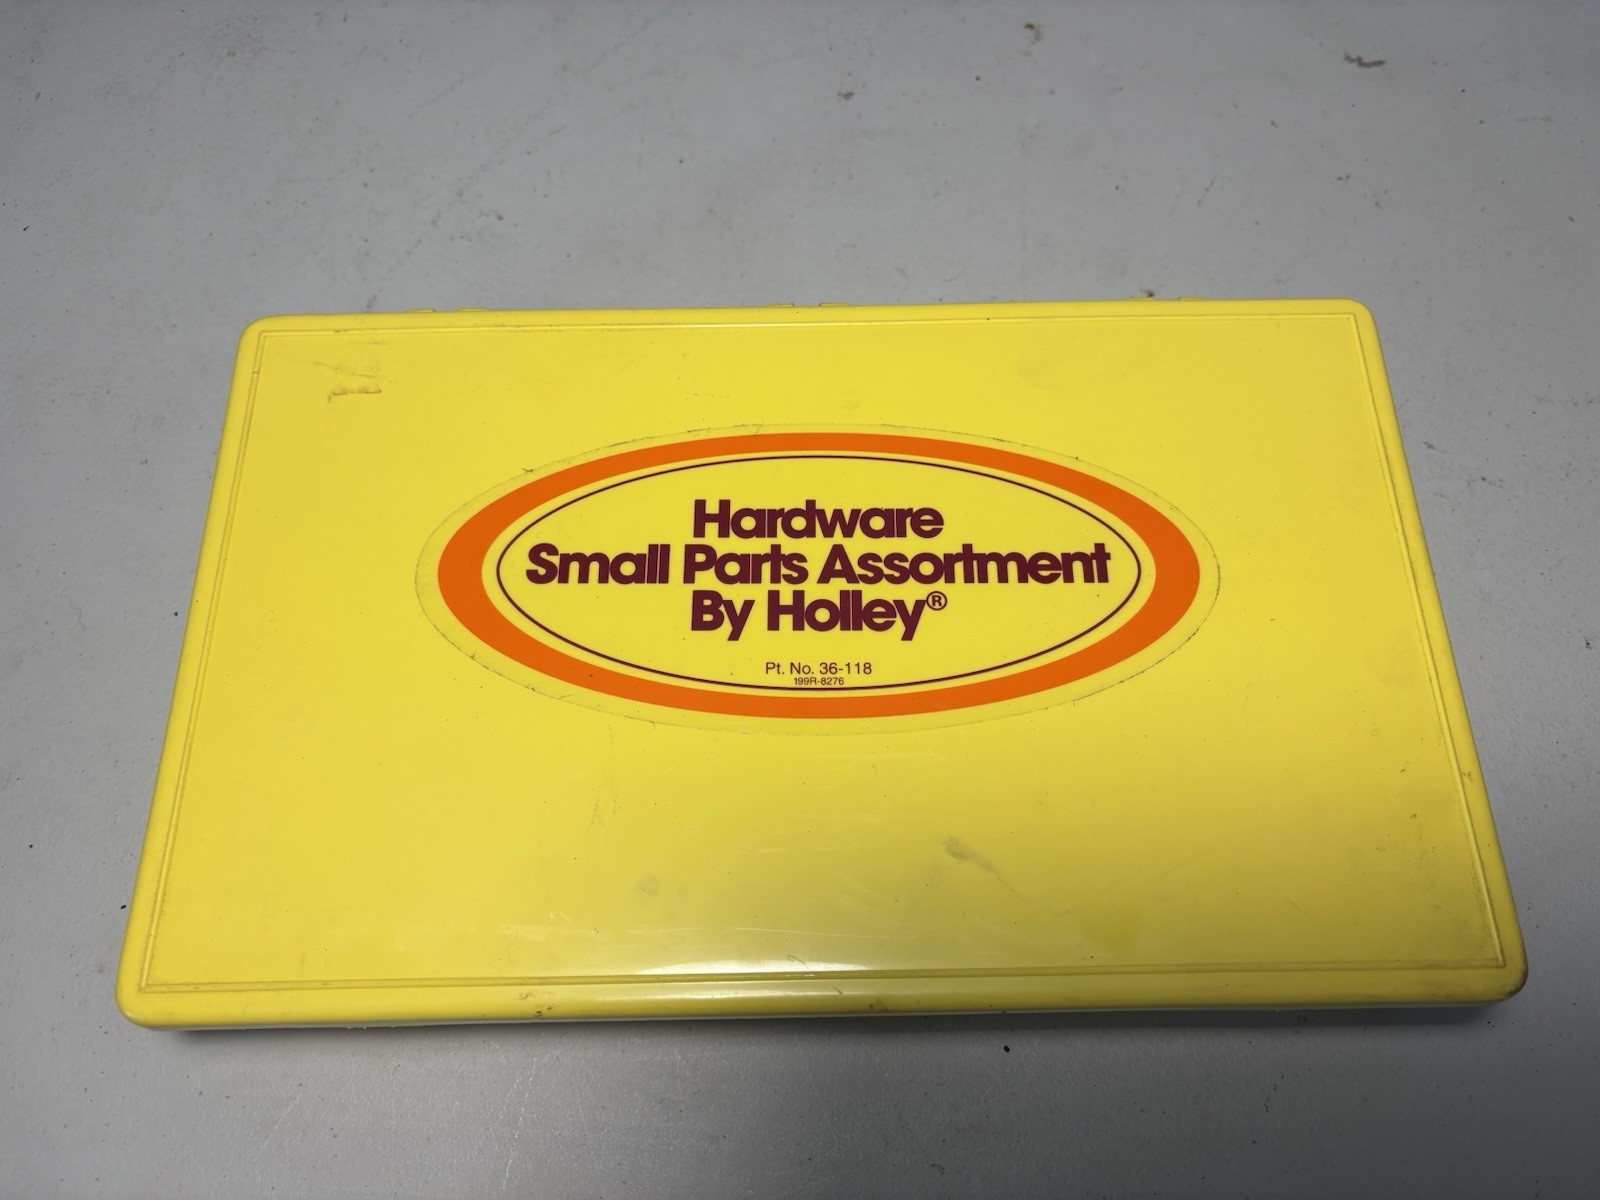 Hardware
Small Parts Assortment
By Holley®
Pt. No. 36-118
199R-8276